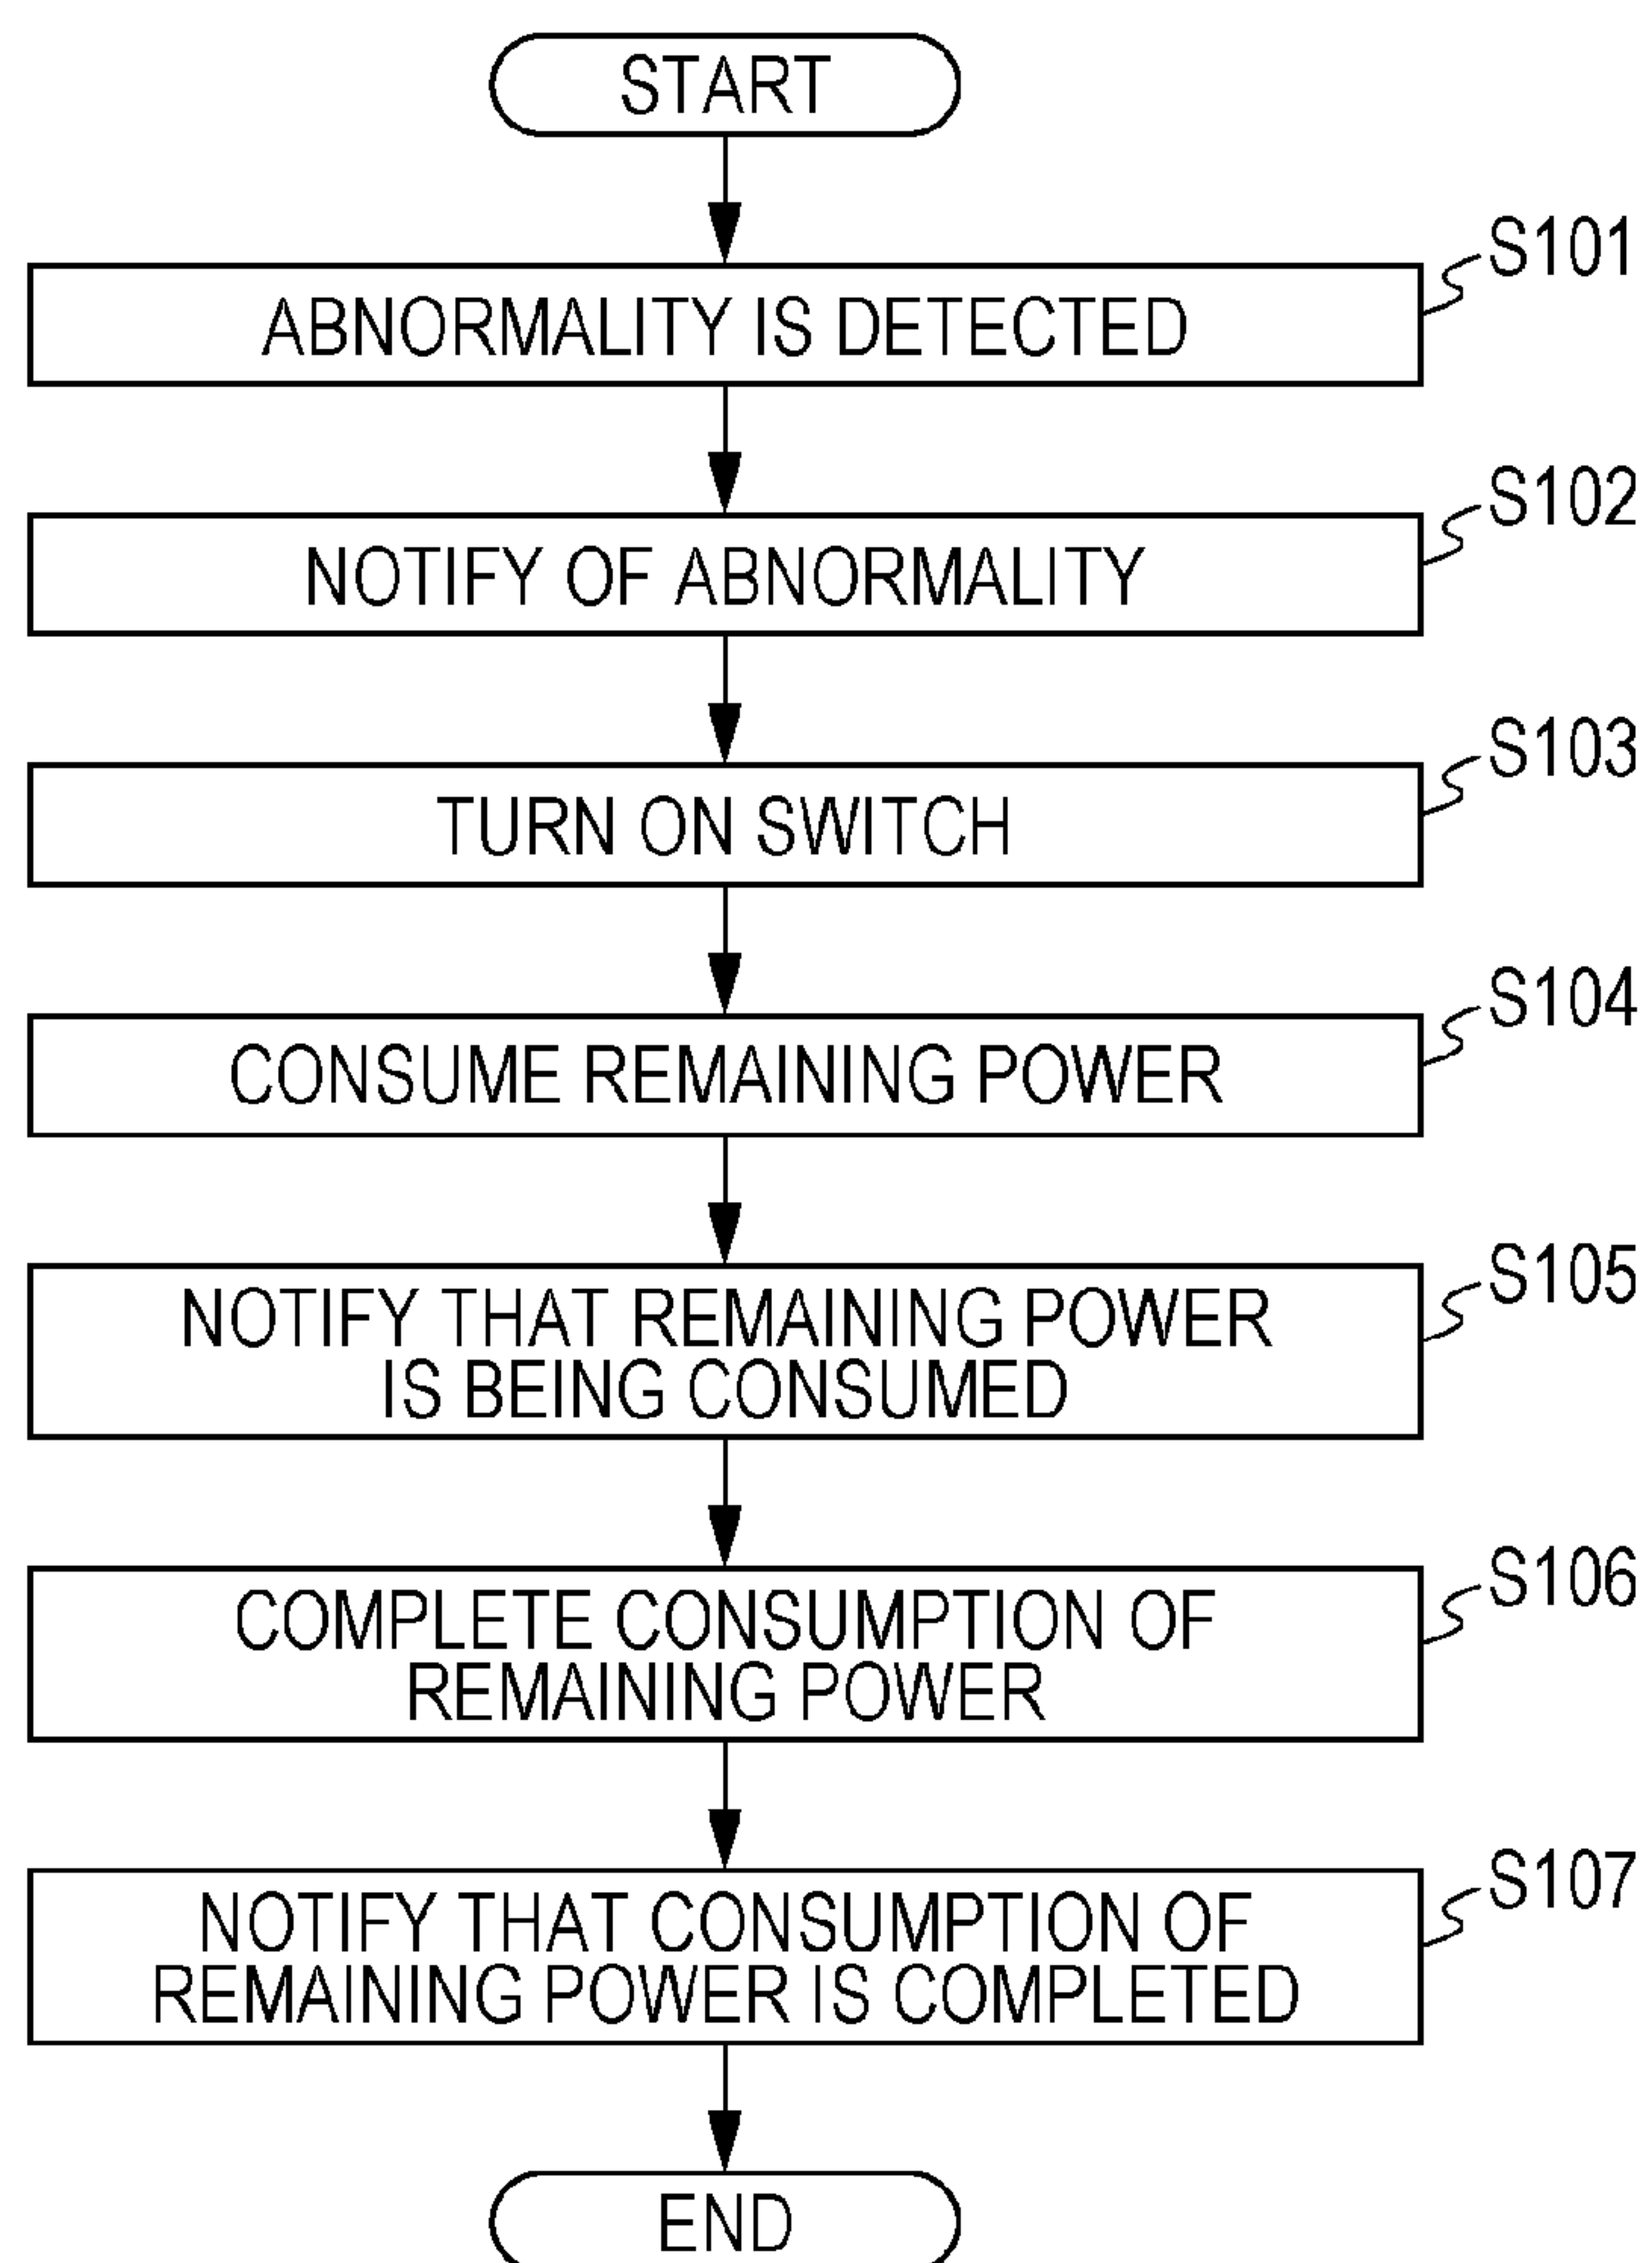 START
S101
ABNORMALITY IS DETECTED
S102
NOTIFY OF ABNORMALITY
S103
TURN ON SWITCH
S104
CONSUME REMAINING POWER
S105
NOTIFY THAT REMAINING POWER
IS BEING CONSUMED
S106
COMPLETE CONSUMPTION OF
REMAINING POWER
S107
NOTIFY THAT CONSUMPTION OF
REMAINING POWER IS COMPLETED
END